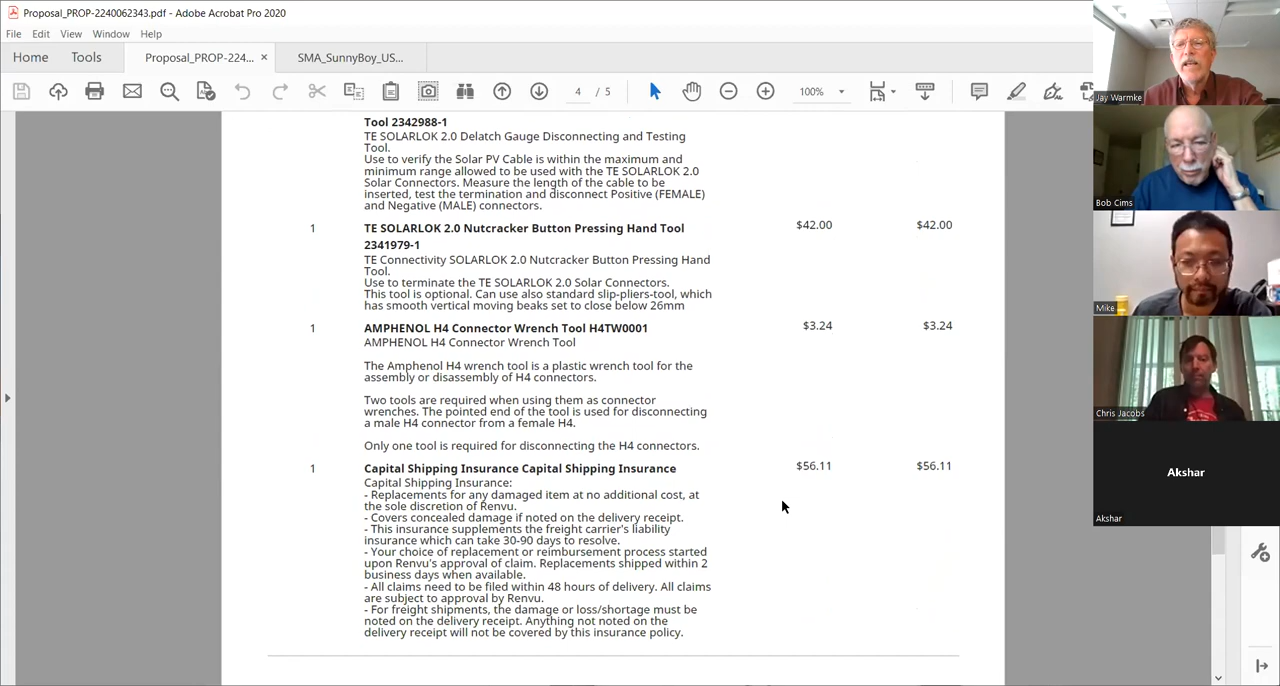 Proposal_PROP-2240062343.pdf - Adobe Acrobat Pro 2020
File Edit View Window Help
Home Tools Proposal_PROP-224... × SMA_SunnyBoy_US...
4 / 5 100%
Tool 2342988-1
TE SOLARLOK 2.0 Delatch Gauge Disconnecting and Testing
Tool.
Use to verify the Solar PV Cable is within the maximum and
minimum range allowed to be used with the TE SOLARLOK 2.0
Solar Connectors. Measure the length of the cable to be
inserted, test the termination and disconnect Positive (FEMALE)
and Negative (MALE) connectors.
1 TE SOLARLOK 2.0 Nutcracker Button Pressing Hand Tool $42.00 $42.00
2341979-1
TE Connectivity SOLARLOK 2.0 Nutcracker Button Pressing Hand
Tool.
Use to terminate the TE SOLARLOK 2.0 Solar Connectors.
This tool is optional. Can use also standard slip-pliers-tool, which
has smooth vertical moving beaks set to close below 26mm
1 AMPHENOL H4 Connector Wrench Tool H4TW0001 $3.24 $3.24
AMPHENOL H4 Connector Wrench Tool
The Amphenol H4 wrench tool is a plastic wrench tool for the
assembly or disassembly of H4 connectors.
Two tools are required when using them as connector
wrenches. The pointed end of the tool is used for disconnecting
a male H4 connector from a female H4.
Only one tool is required for disconnecting the H4 connectors.
1 Capital Shipping Insurance Capital Shipping Insurance $56.11 $56.11
Capital Shipping Insurance:
- Replacements for any damaged item at no additional cost, at
the sole discretion of Renvu.
- Covers concealed damage if noted on the delivery receipt.
- This insurance supplements the freight carrier's liability
insurance which can take 30-90 days to resolve.
- Your choice of replacement or reimbursement process started
upon Renvu's approval of claim. Replacements shipped within 2
business days when available.
- All claims need to be filed within 48 hours of delivery. All claims
are subject to approval by Renvu.
- For freight shipments, the damage or loss/shortage must be
noted on the delivery receipt. Anything not noted on the
delivery receipt will not be covered by this insurance policy.
Jay Warmke
Bob Cims
Mike
Chris Jacobs
Akshar
Akshar